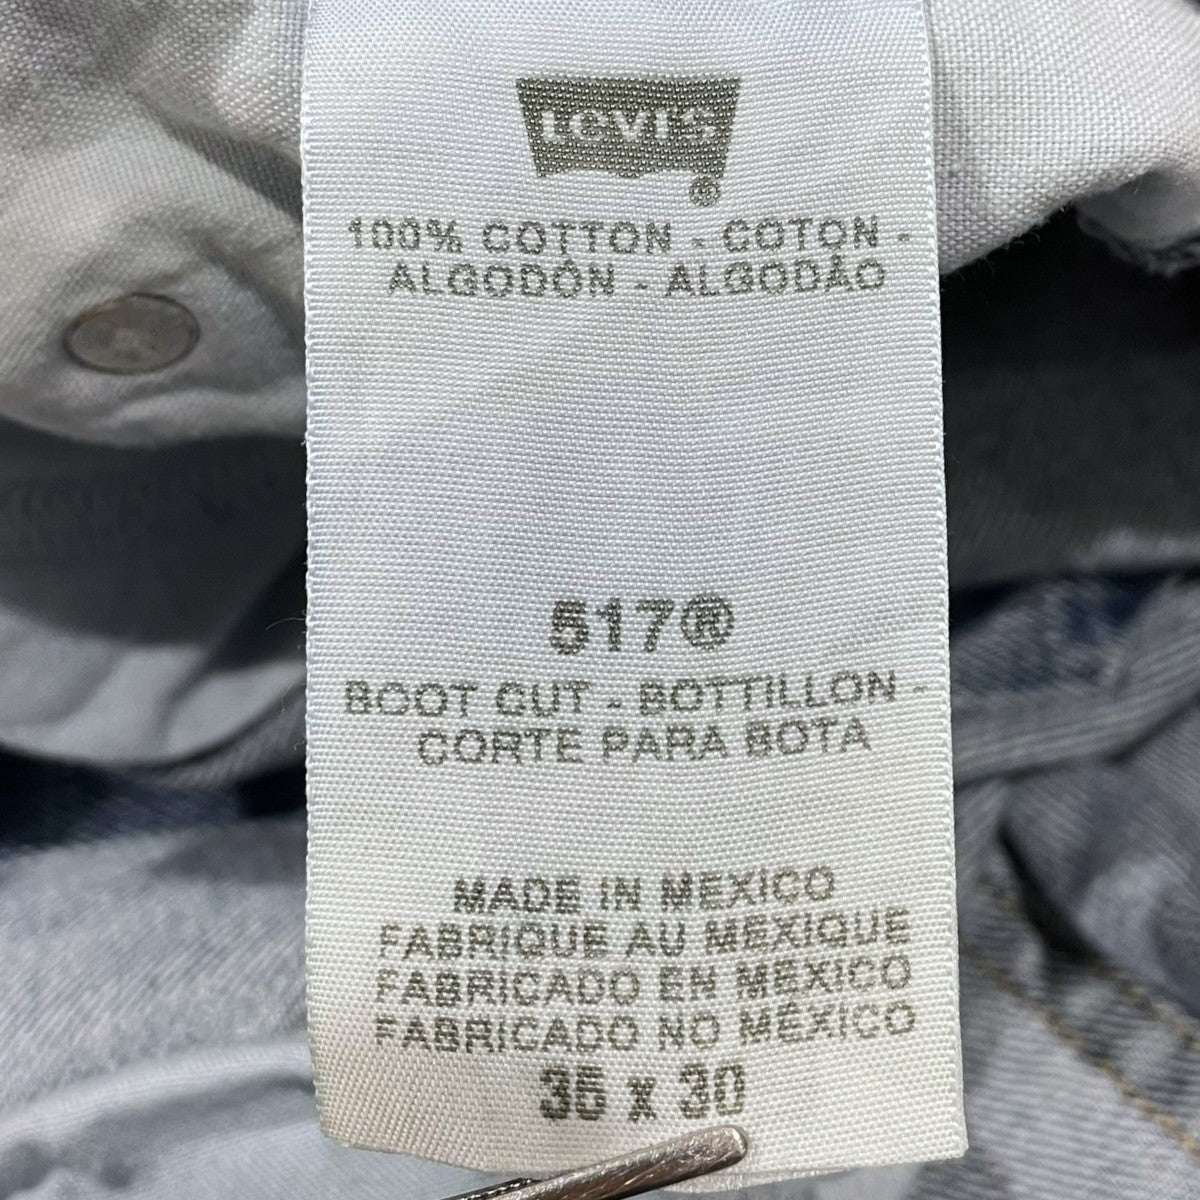 Levi's
®
100% COTTON - COTON -
ALGODÓN - ALGODÃO
517®
BOOT CUT - BOTTILLON -
CORTE PARA BOTA
MADE IN MEXICO
FABRIQUE AU MEXIQUE
FABRICADO EN MEXICO
FABRICADO NO MÉXICO
35 x 30